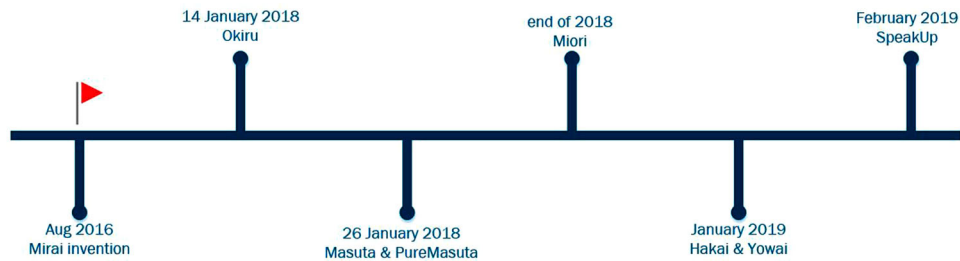 14 January 2018
Okiru
end of 2018
Miori
February 2019
SpeakUp
Aug 2016
Mirai invention
26 January 2018
Masuta & PureMasuta
January 2019
Hakai & Yowai